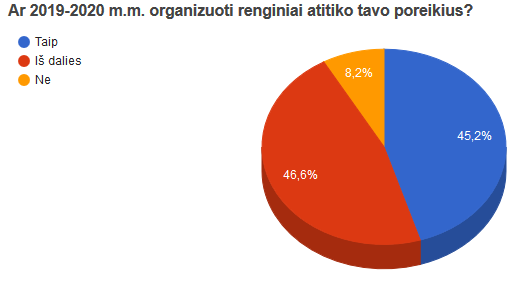 Ar 2019-2020 m.m. organizuoti renginiai atitiko tavo poreikius?
Taip
Iš dalies
Ne
8,2%
45,2%
46,6%